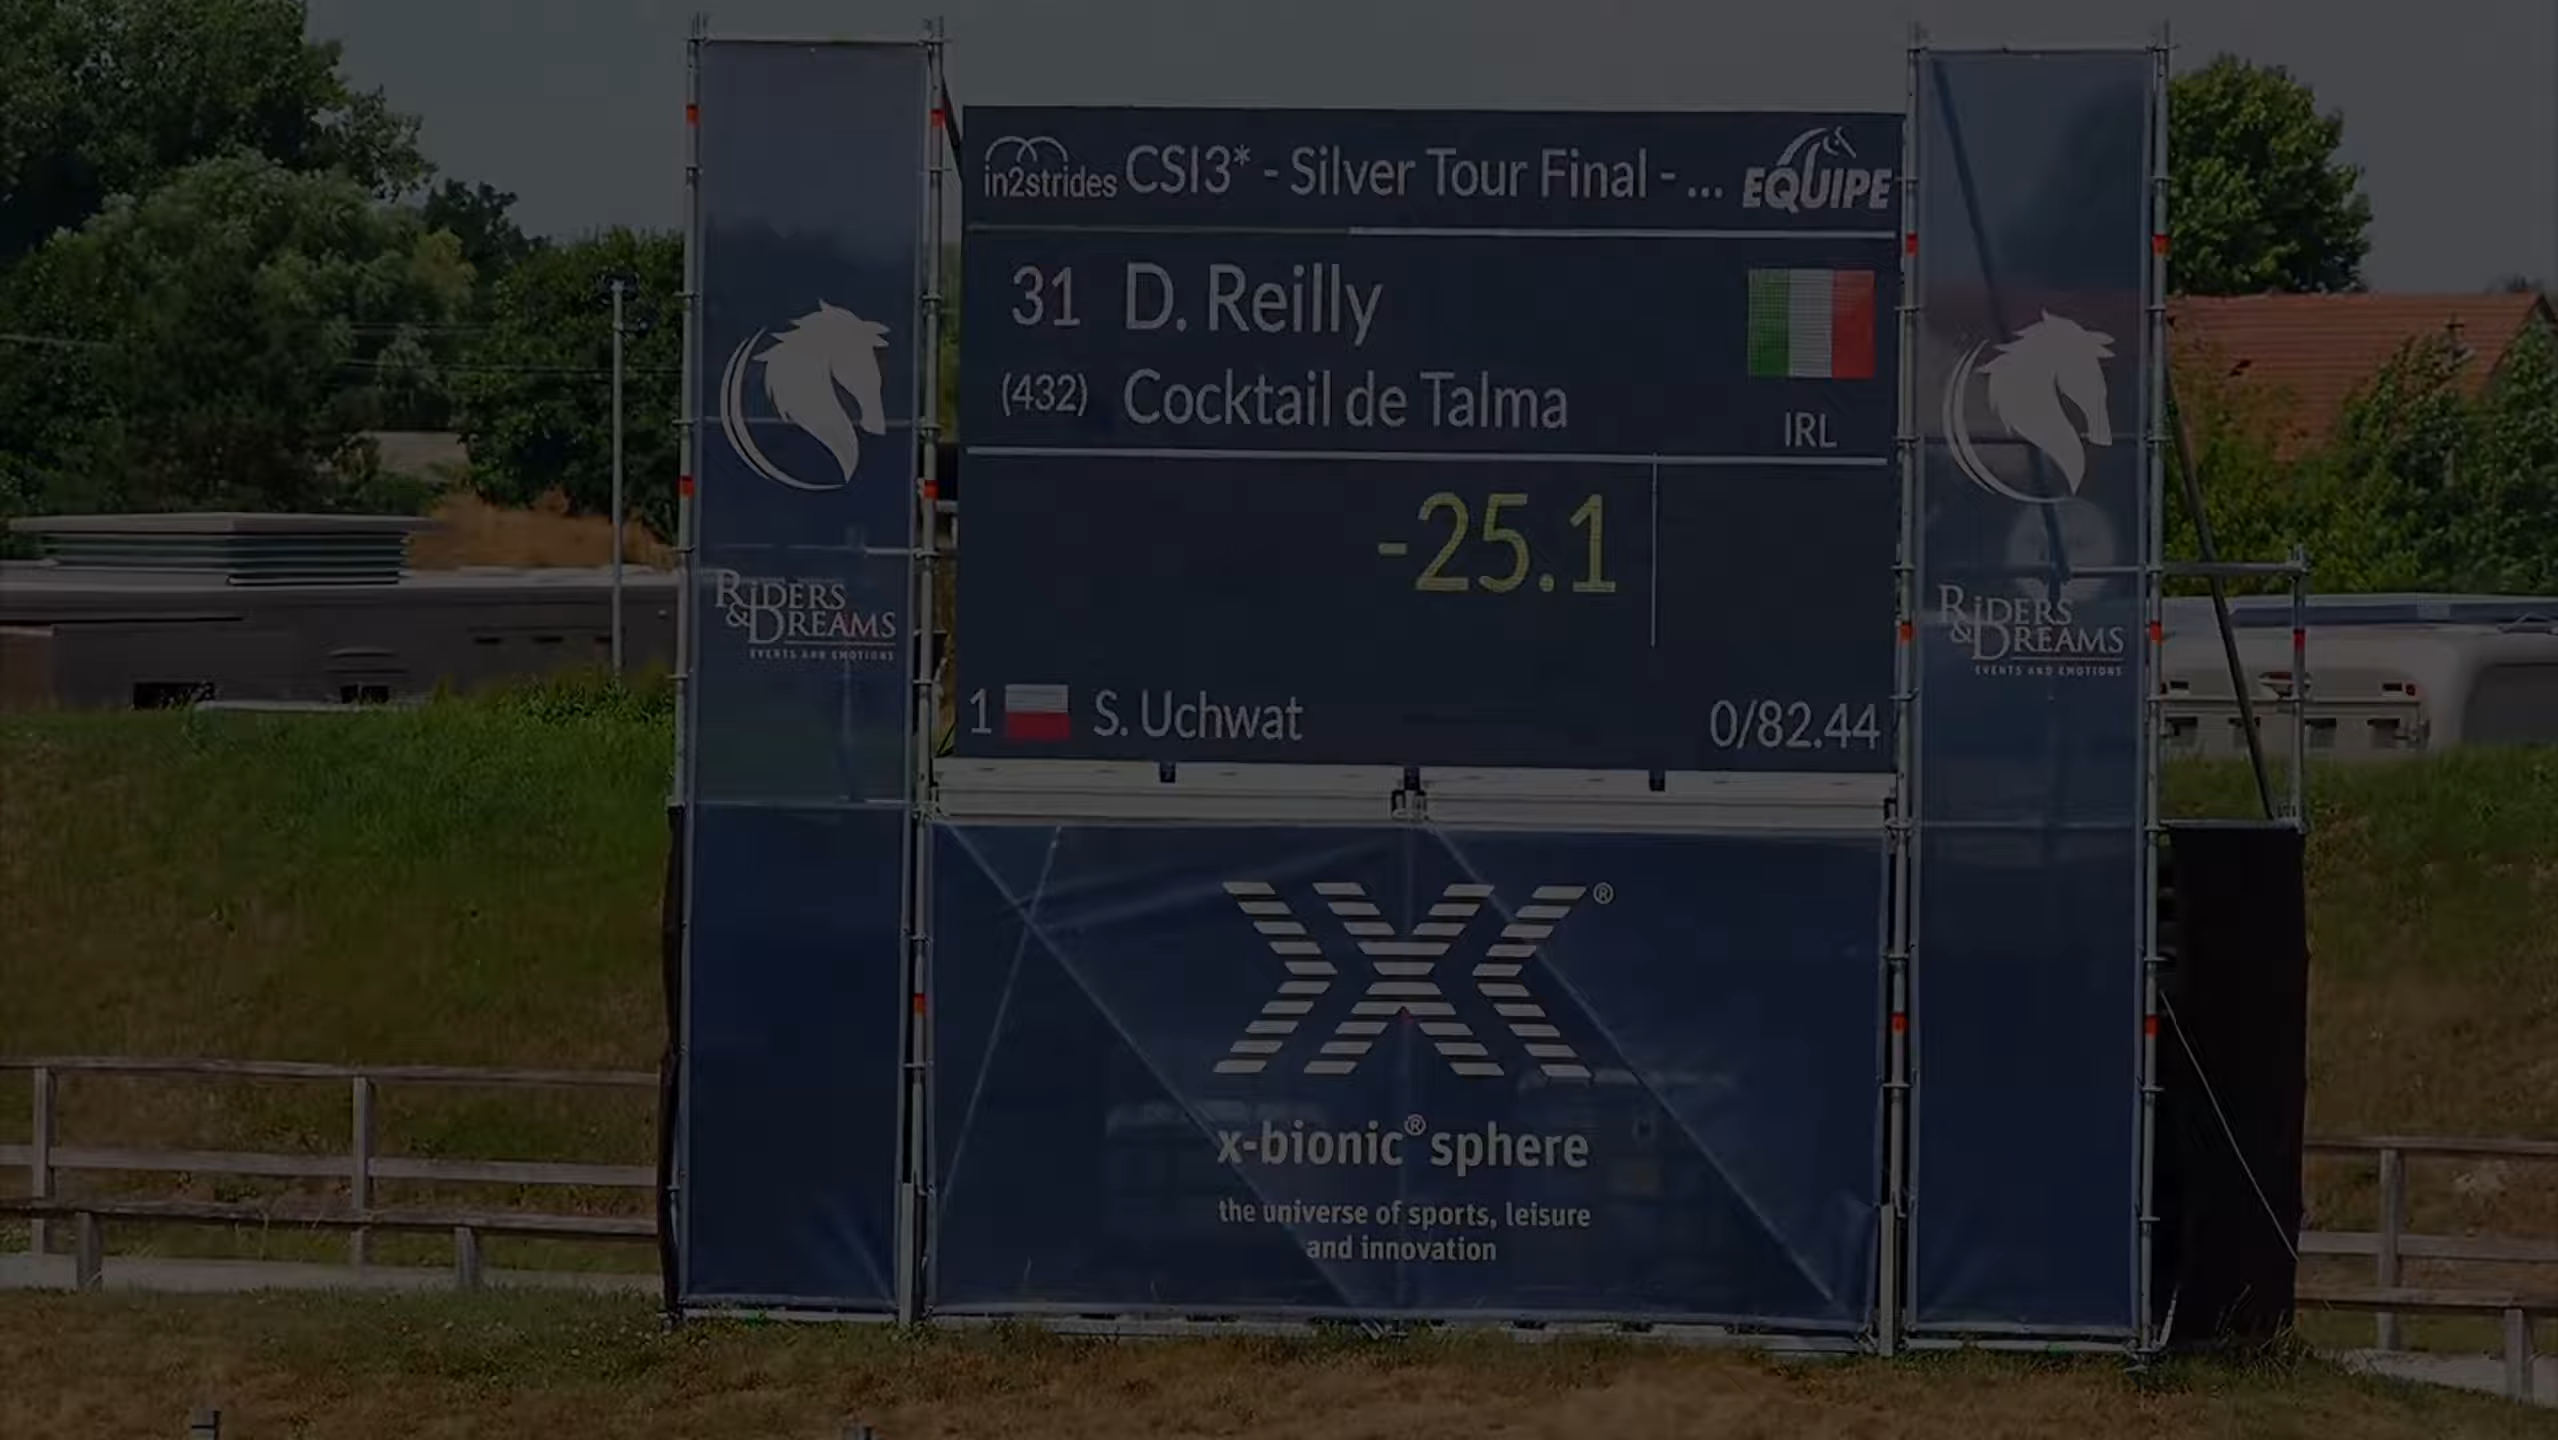 in2strides CSI3* - Silver Tour Final - ... EQUIPE
31 D. Reilly
(432) Cocktail de Talma
IRL
-25.1
1 S. Uchwat 0/82.44
RIDERS
&DREAMS
EVENTS AND EMOTIONS
RIDERS
&DREAMS
EVENTS AND EMOTIONS
®
x-bionic® sphere
the universe of sports, leisure
and innovation